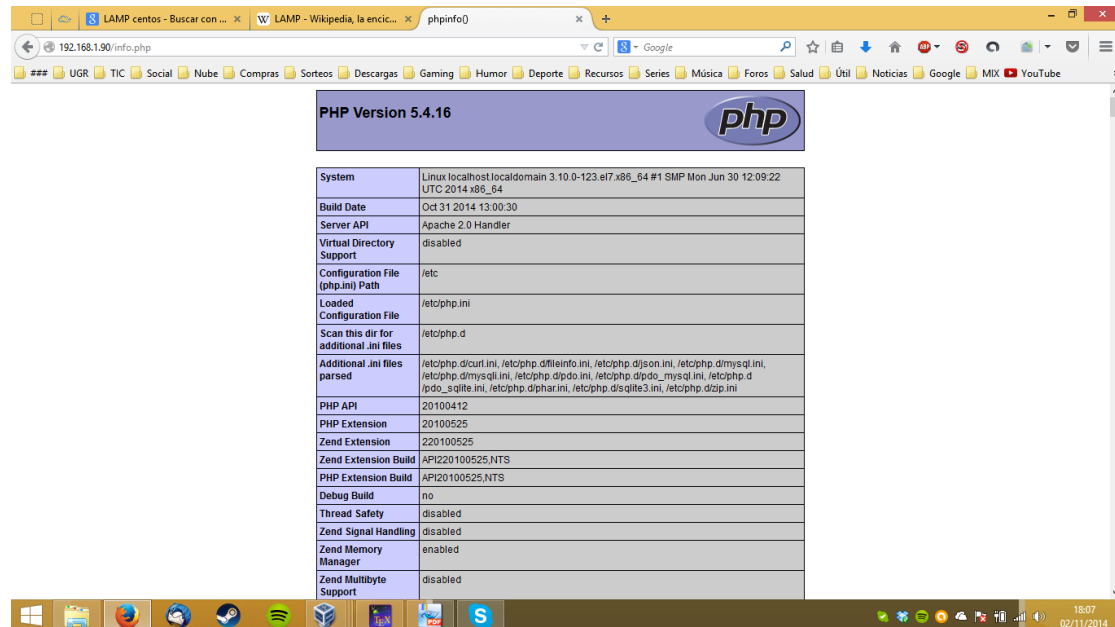 LAMP centos - Buscar con ...
LAMP - Wikipedia, la encic...
phpinfo()
192.168.1.90/info.php
Google
###
UGR
TIC
Social
Nube
Compras
Sorteos
Descargas
Gaming
Humor
Deporte
Recursos
Series
Música
Foros
Salud
Útil
Noticias
Google
MIX
YouTube
PHP Version 5.4.16
php
System
Linux localhost.localdomain 3.10.0-123.el7.x86_64 #1 SMP Mon Jun 30 12:09:22
UTC 2014 x86_64
Build Date
Oct 31 2014 13:00:30
Server API
Apache 2.0 Handler
Virtual Directory
Support
disabled
Configuration File
(php.ini) Path
/etc
Loaded
Configuration File
/etc/php.ini
Scan this dir for
additional .ini files
/etc/php.d
Additional .ini files
parsed
/etc/php.d/curl.ini, /etc/php.d/fileinfo.ini, /etc/php.d/json.ini, /etc/php.d/mysql.ini,
/etc/php.d/mysqli.ini, /etc/php.d/pdo.ini, /etc/php.d/pdo_mysql.ini, /etc/php.d
/pdo_sqlite.ini, /etc/php.d/phar.ini, /etc/php.d/sqlite3.ini, /etc/php.d/zip.ini
PHP API
20100412
PHP Extension
20100525
Zend Extension
220100525
Zend Extension Build
API220100525,NTS
PHP Extension Build
API20100525,NTS
Debug Build
no
Thread Safety
disabled
Zend Signal Handling
disabled
Zend Memory
Manager
enabled
Zend Multibyte
Support
disabled
18:07
02/11/2014